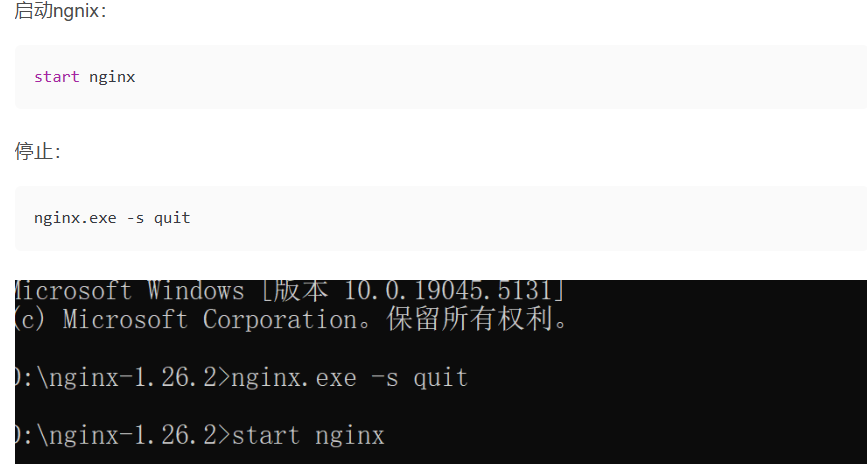 启动ngnix：
start nginx
停止：
nginx.exe -s quit
Microsoft Windows [版本 10.0.19045.5131]
(c) Microsoft Corporation。保留所有权利。
D:\nginx-1.26.2>nginx.exe -s quit
D:\nginx-1.26.2>start nginx